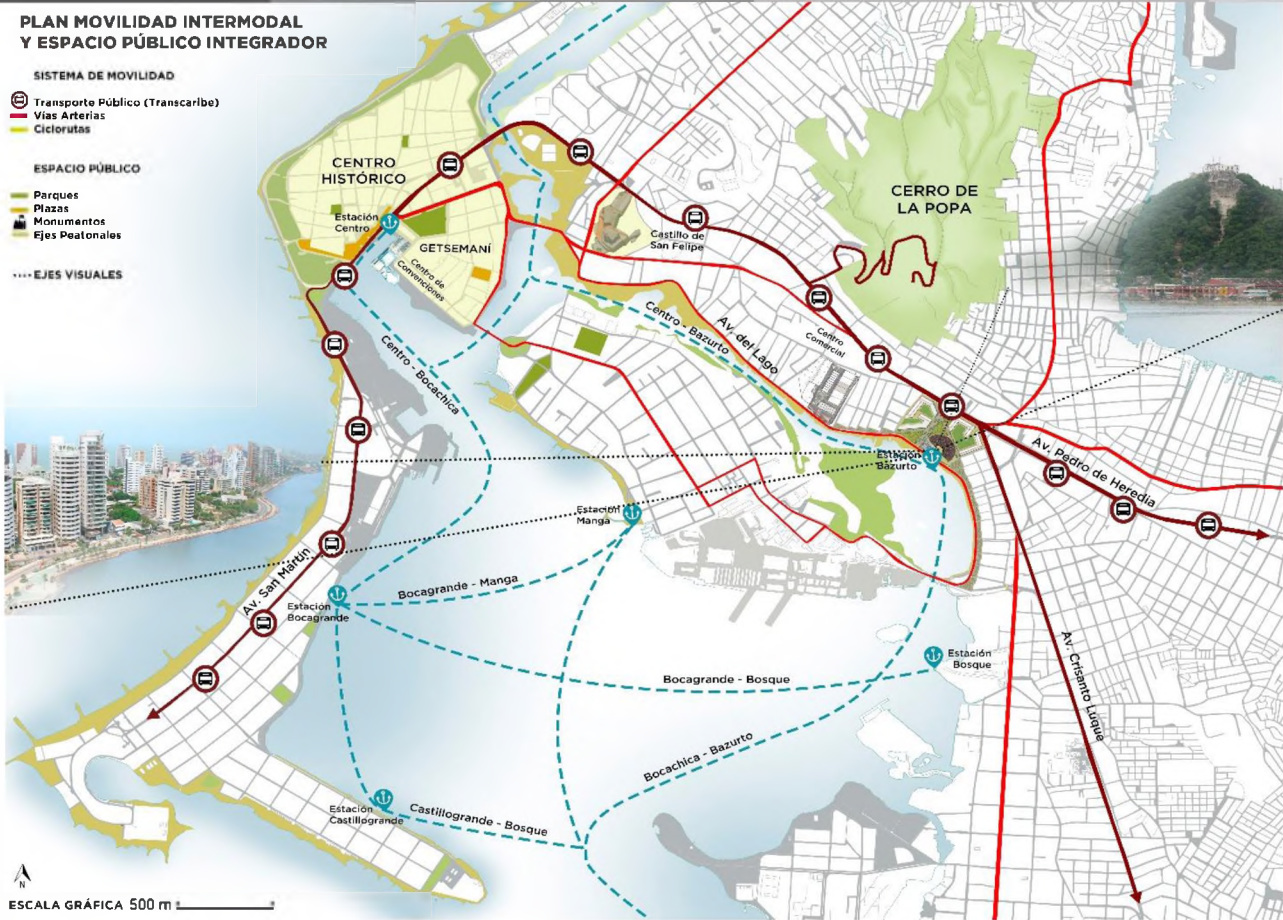 PLAN MOVILIDAD INTERMODAL
Y ESPACIO PÚBLICO INTEGRADOR
SISTEMA DE MOVILIDAD
Transporte Público (Transcaribe)
Vías Arterias
Ciclorutas
ESPACIO PÚBLICO
Parques
Plazas
Monumentos
Ejes Peatonales
EJES VISUALES
CENTRO
HISTÓRICO
Estación
Centro
GETSEMANÍ
Centro de
Convenciones
Castillo de
San Felipe
CERRO DE
LA POPA
Centro - Bocachica
Centro - Bazurto
Av. del Lago
Centro
Comercial
Estación
Bazurto
Av. Pedro de Heredia
Estación
Manga
Av. San Martín
Estación
Bocagrande
Bocagrande - Manga
Bocagrande - Bosque
Estación
Bosque
Av. Crisanto Luque
Bocachica - Bazurto
Estación
Castillogrande
Castillogrande - Bosque
N
ESCALA GRÁFICA 500 m